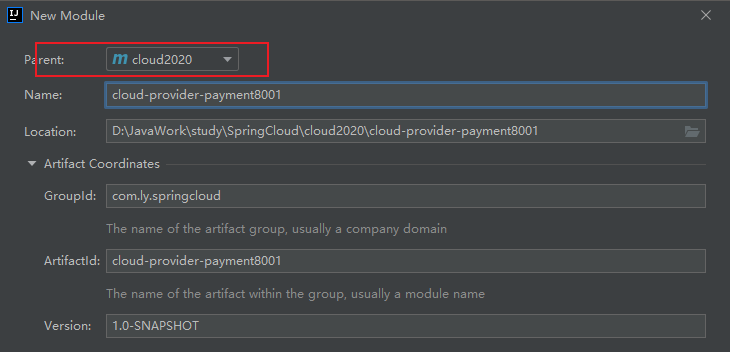 New Module
Parent: m cloud2020
Name: cloud-provider-payment8001
Location: D:\JavaWork\study\SpringCloud\cloud2020\cloud-provider-payment8001
Artifact Coordinates
GroupId: com.ly.springcloud
The name of the artifact group, usually a company domain
ArtifactId: cloud-provider-payment8001
The name of the artifact within the group, usually a module name
Version: 1.0-SNAPSHOT